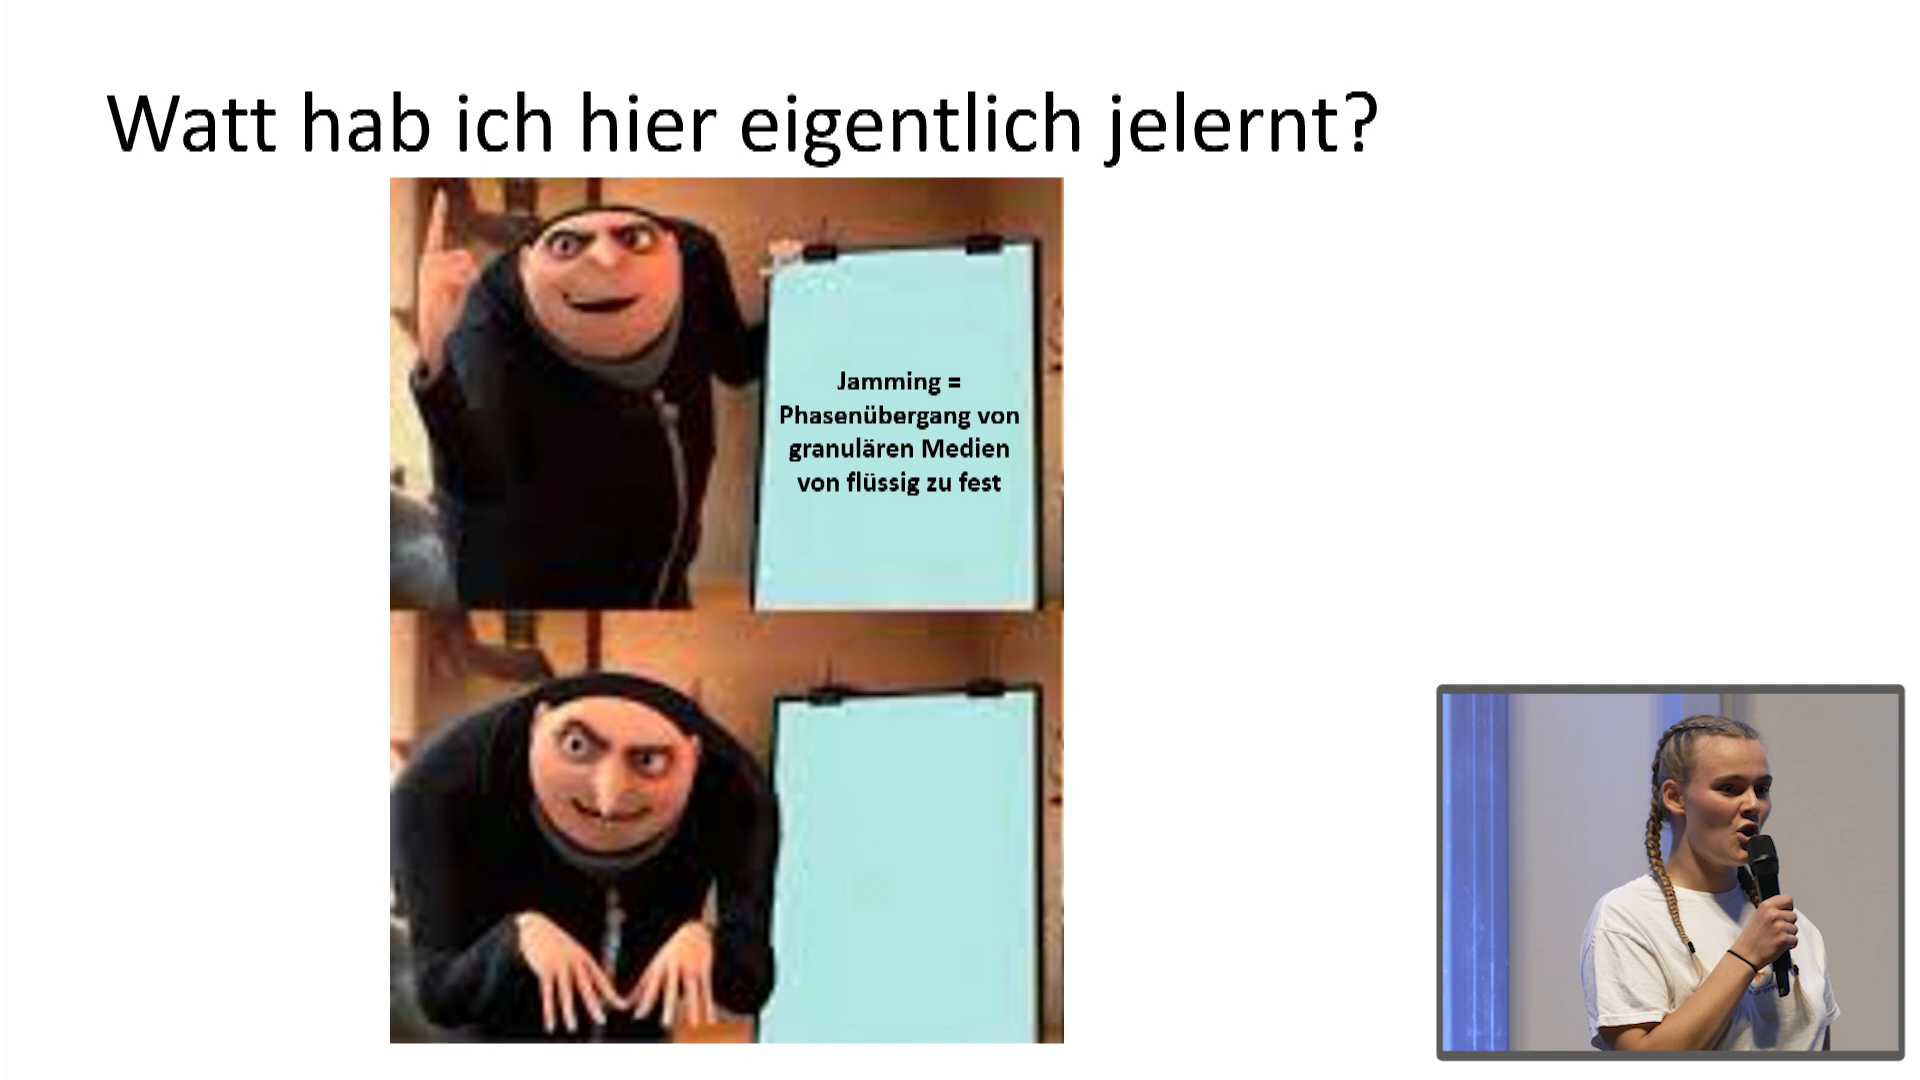 Watt hab ich hier eigentlich jelernt?
Jamming =
Phasenübergang von
granulären Medien
von flüssig zu fest